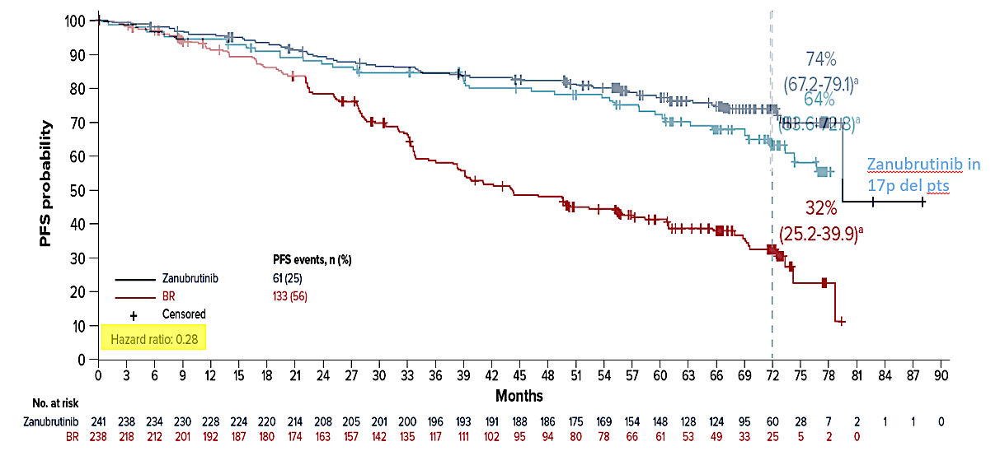 100
90
80
70
60
50
40
30
20
10
0
PFS probability
74%
(67.2-79.1)ᵃ
64%
(53.6-72.8)ᵃ
Zanubrutinib in
17p del pts
32%
(25.2-39.9)ᵃ
PFS events, n (%)
Zanubrutinib 61 (25)
BR 133 (56)
Censored
Hazard ratio: 0.28
0 3 6 9 12 15 18 21 24 27 30 33 36 39 42 45 48 51 54 57 60 63 66 69 72 75 78 81 84 87 90
Months
No. at risk
Zanubrutinib 241 238 234 230 228 224 220 214 208 205 201 200 196 193 191 188 186 175 169 154 148 128 124 95 60 28 7 2 1 1 0
BR 238 218 212 201 192 187 180 174 163 157 142 135 117 111 102 95 94 80 78 66 61 53 49 33 25 5 2 0